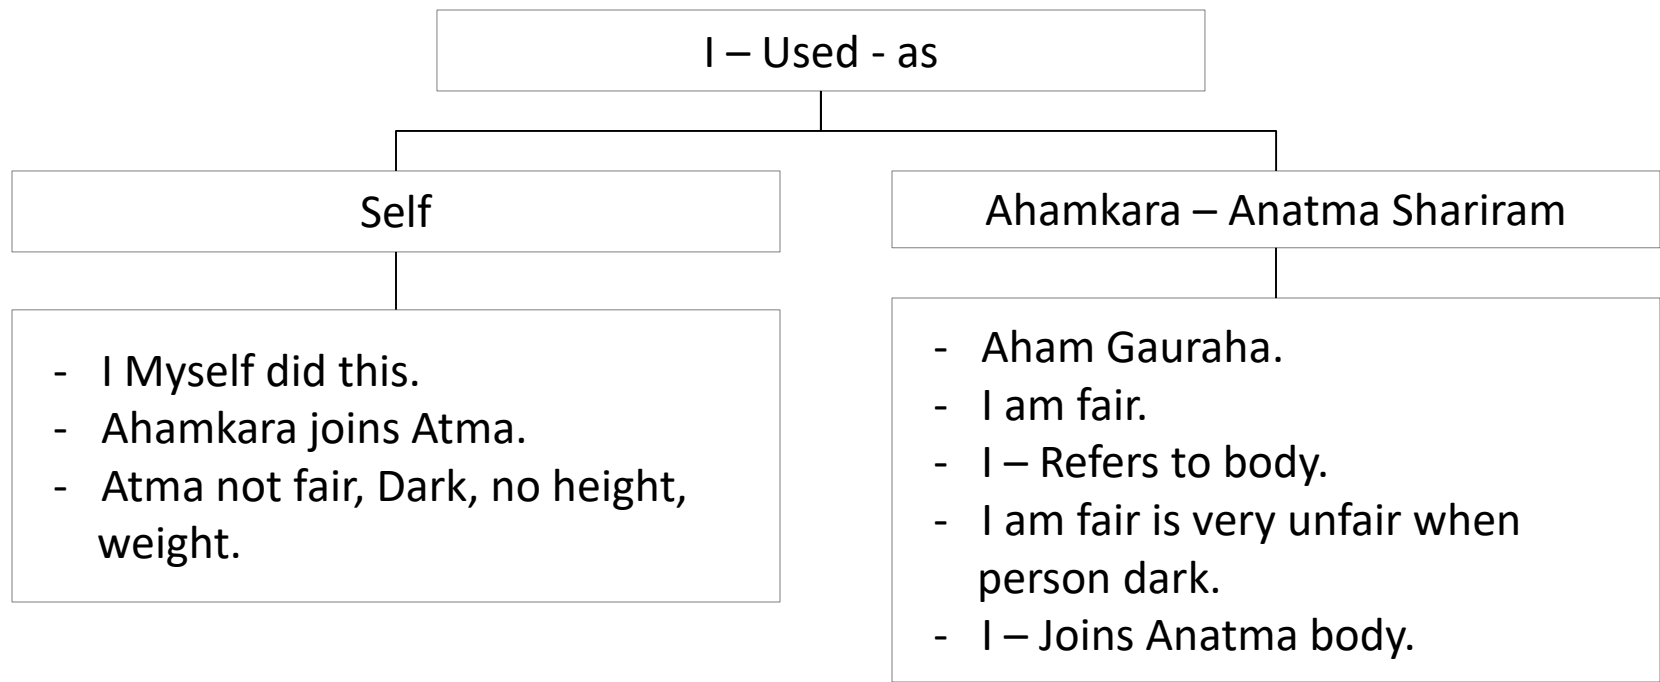 I – Used - as
Self
- I Myself did this.
- Ahamkara joins Atma.
- Atma not fair, Dark, no height,
weight.
Ahamkara – Anatma Shariram
- Aham Gauraha.
- I am fair.
- I – Refers to body.
- I am fair is very unfair when
person dark.
- I – Joins Anatma body.